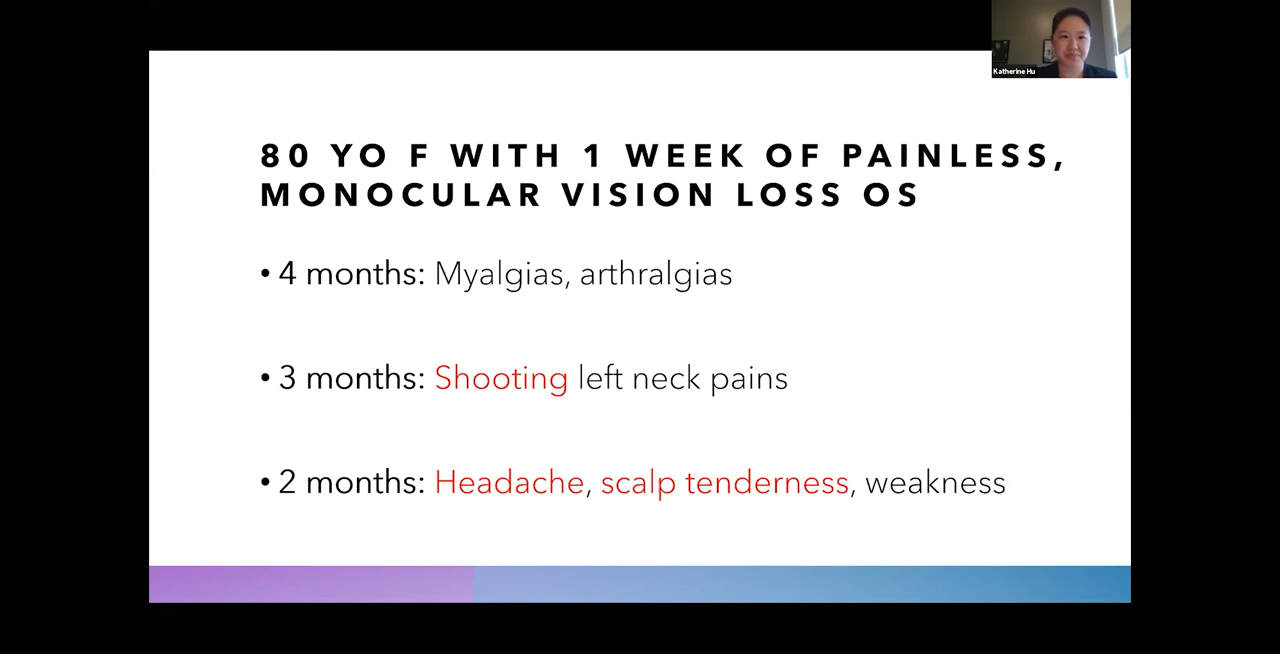 Katherine Hu
80 YO F WITH 1 WEEK OF PAINLESS,
MONOCULAR VISION LOSS OS
• 4 months: Myalgias, arthralgias
• 3 months: Shooting left neck pains
• 2 months: Headache, scalp tenderness, weakness